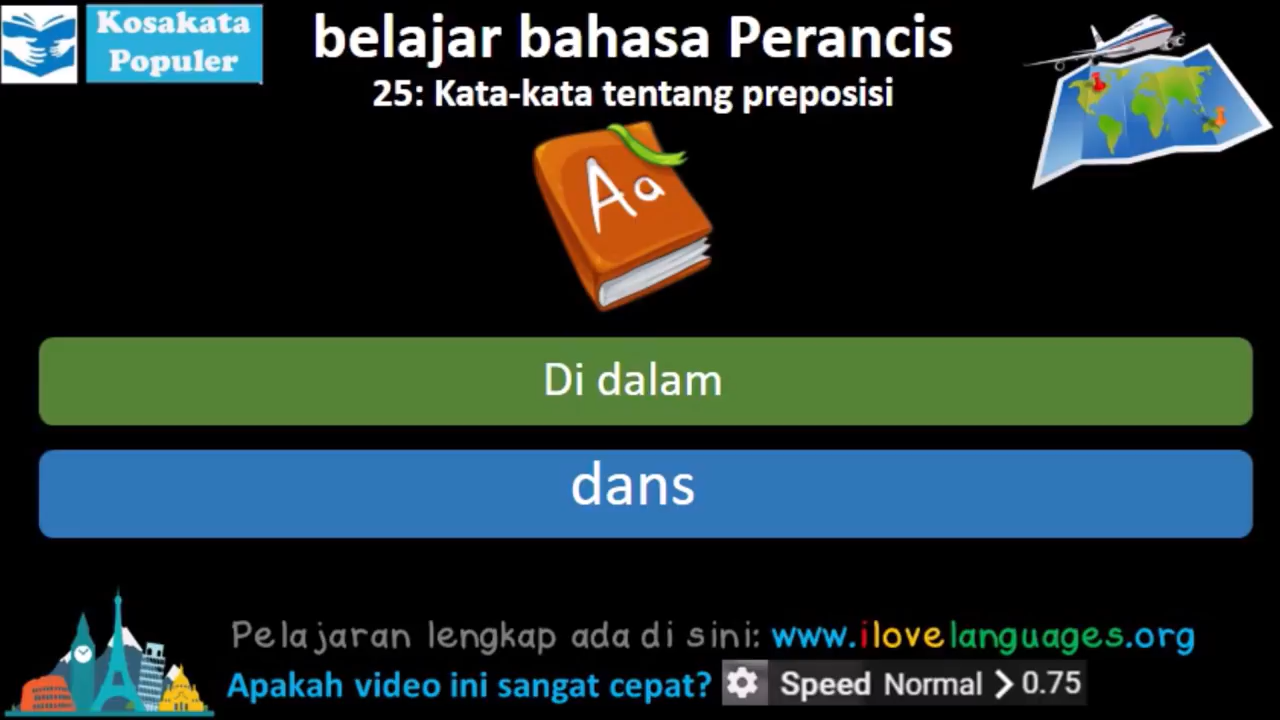 Kosakata
Populer
belajar bahasa Perancis
25: Kata-kata tentang preposisi
Aa
Di dalam
dans
Pelajaran lengkap ada di sini: www.ilovelanguages.org
Apakah video ini sangat cepat? Speed Normal > 0.75